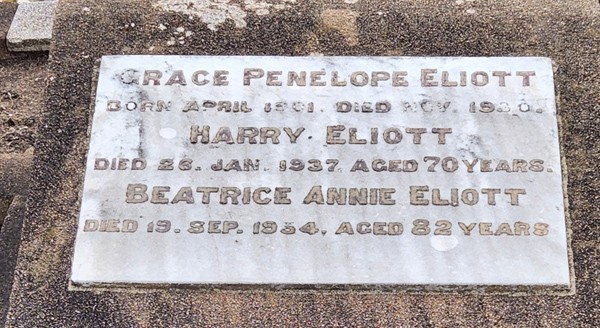 GRACE PENELOPE ELIOTT
BORN APRIL DIED NOV.
HARRY ELIOTT
DIED JAN. 1937, AGED 70 YEARS.
BEATRICE ANNIE ELIOTT
DIED 19. SEP. 1954, AGED 82 YEARS